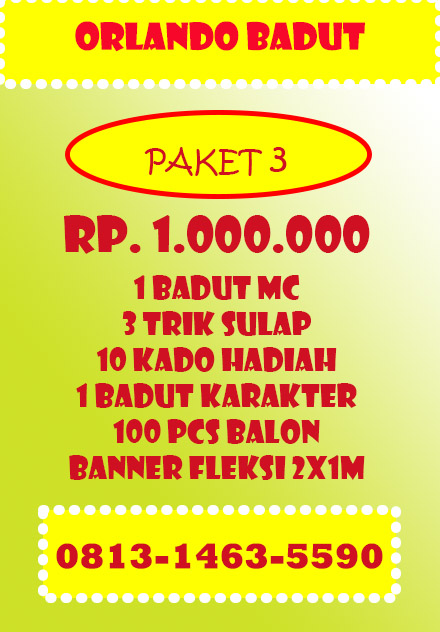 ORLANDO BADUT
PAKET 3
RP. 1.000.000
1 BADUT MC
3 TRIK SULAP
10 KADO HADIAH
1 BADUT KARAKTER
100 PCS BALON
BANNER FLEKSI 2X1M
0813-1463-5590